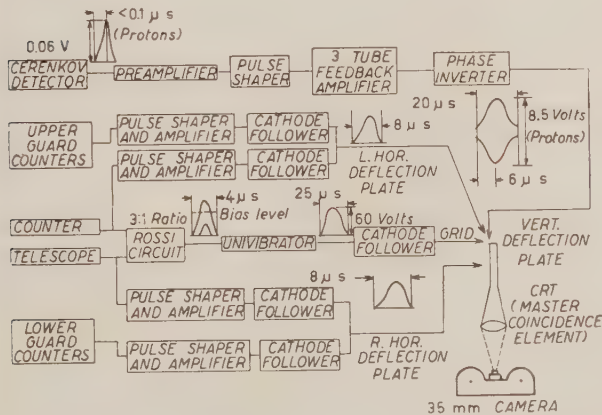 <0.1 μs
(Protons)
0.06 V
CERENKOV
DETECTOR
PREAMPLIFIER
PULSE
SHAPER
3 TUBE
FEEDBACK
AMPLIFIER
PHASE
INVERTER
20 μs
8.5 Volts
(Protons)
6 μs
UPPER
GUARD
COUNTERS
PULSE SHAPER
AND AMPLIFIER
CATHODE
FOLLOWER
8 μs
PULSE SHAPER
AND AMPLIFIER
CATHODE
FOLLOWER
L. HOR.
DEFLECTION
PLATE
COUNTER
TELESCOPE
3:1 Ratio
ROSSI
CIRCUIT
4 μs
Bias level
UNIVIBRATOR
25 μs
60 Volts
CATHODE
FOLLOWER
GRID
VERT.
DEFLECTION
PLATE
8 μs
PULSE SHAPER
AND AMPLIFIER
CATHODE
FOLLOWER
LOWER
GUARD
COUNTERS
PULSE SHAPER
AND AMPLIFIER
CATHODE
FOLLOWER
R. HOR.
DEFLECTION
PLATE
CRT
(MASTER
COINCIDENCE
ELEMENT)
35 mm CAMERA